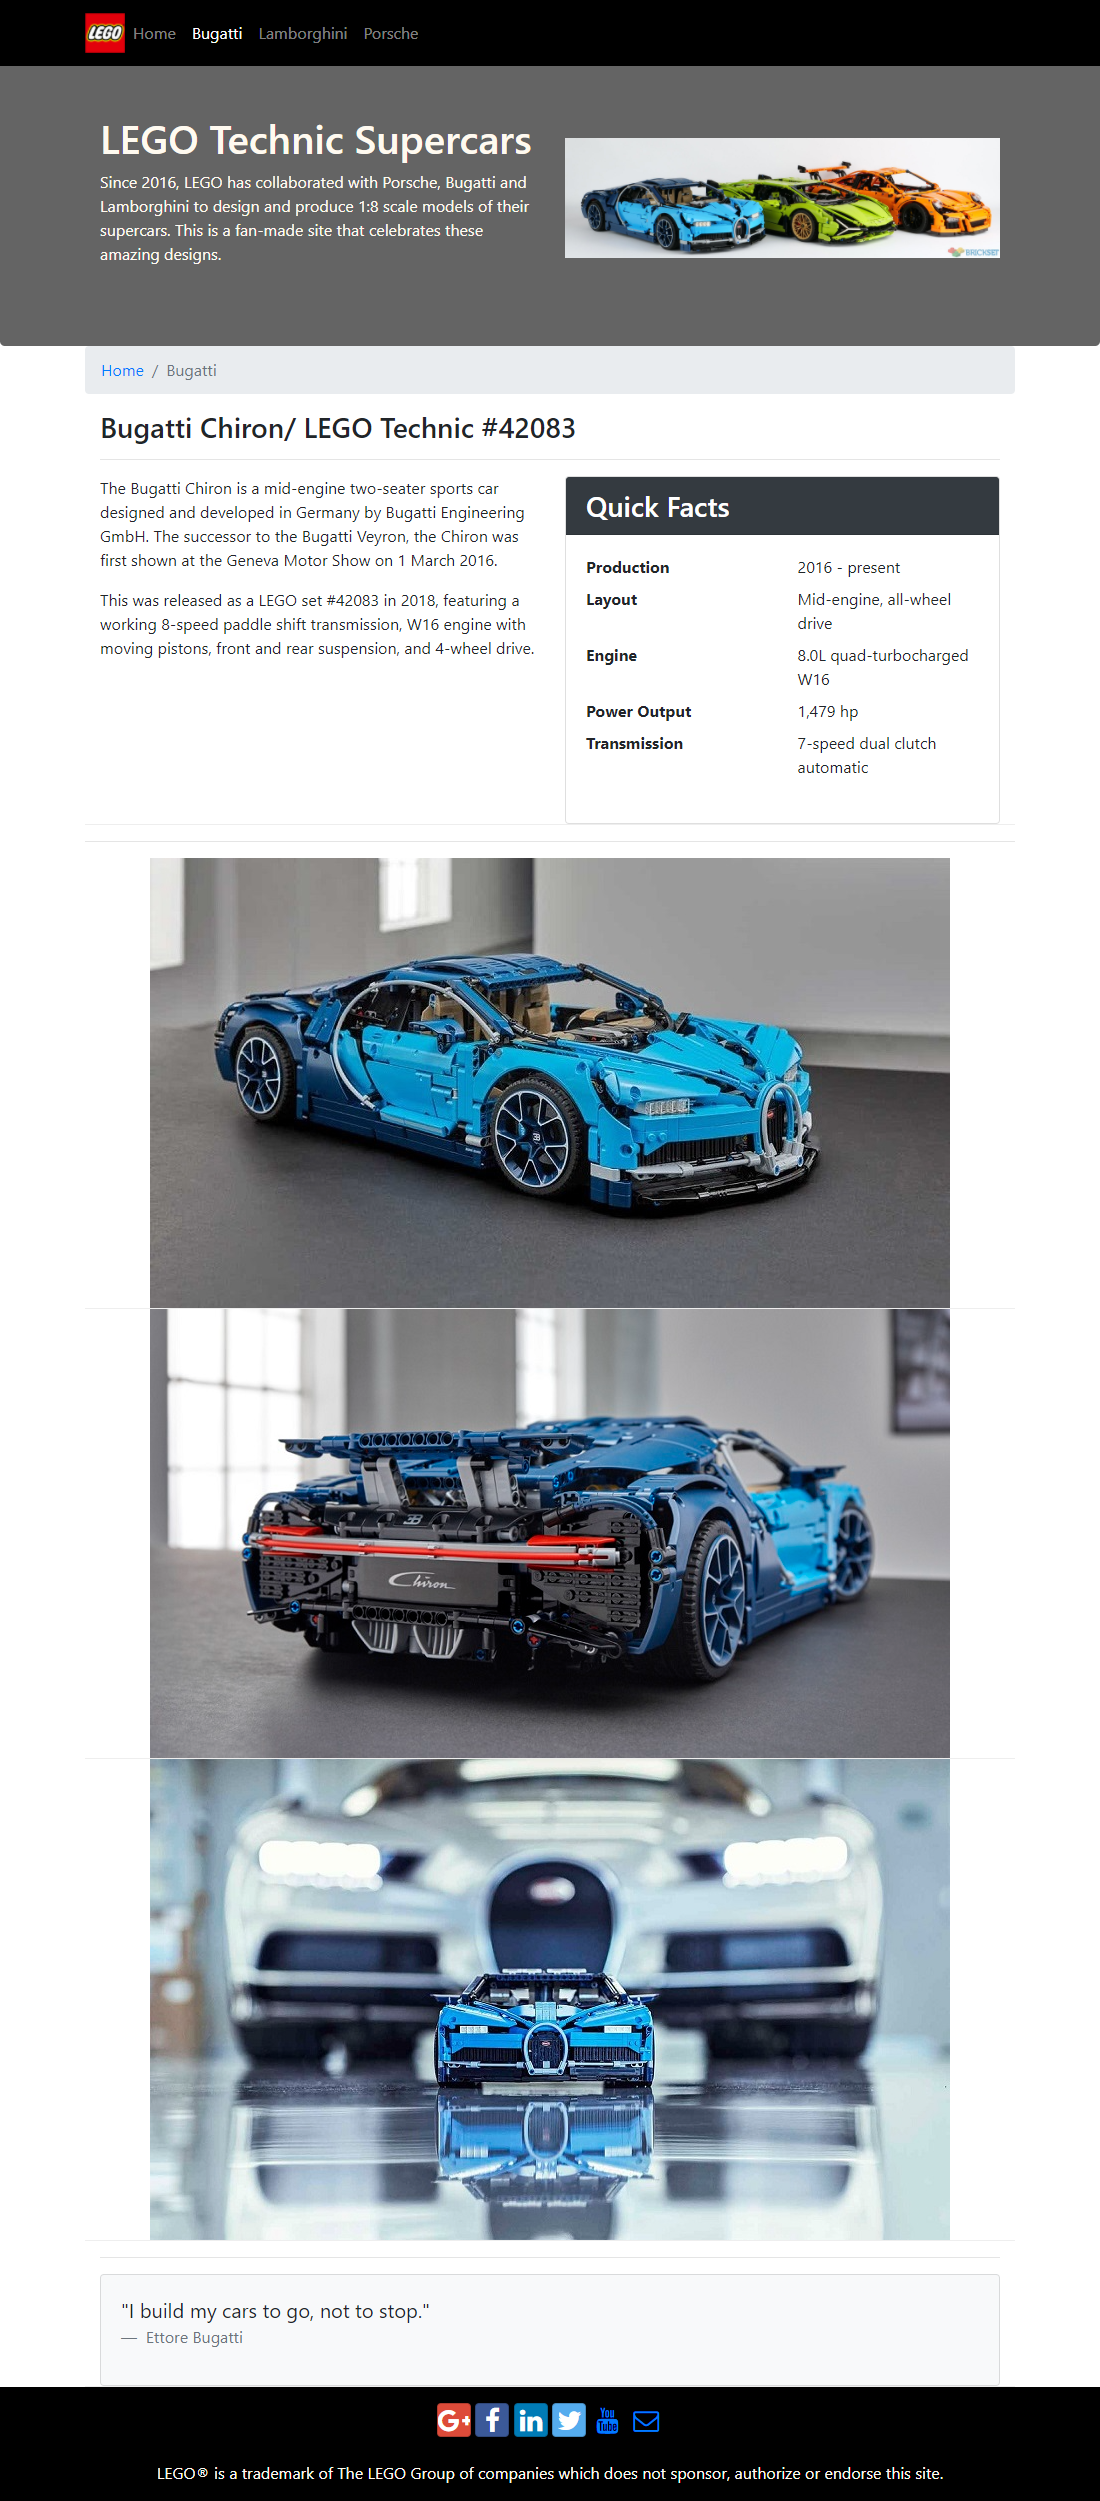 LEGO
Home
Bugatti
Lamborghini
Porsche
LEGO Technic Supercars
Since 2016, LEGO has collaborated with Porsche, Bugatti and
Lamborghini to design and produce 1:8 scale models of their
supercars. This is a fan-made site that celebrates these
amazing designs.
BRICKSET
Home / Bugatti
Bugatti Chiron/ LEGO Technic #42083
The Bugatti Chiron is a mid-engine two-seater sports car
designed and developed in Germany by Bugatti Engineering
GmbH. The successor to the Bugatti Veyron, the Chiron was
first shown at the Geneva Motor Show on 1 March 2016.
This was released as a LEGO set #42083 in 2018, featuring a
working 8-speed paddle shift transmission, W16 engine with
moving pistons, front and rear suspension, and 4-wheel drive.
Quick Facts
Production 2016 - present
Layout Mid-engine, all-wheel
drive
Engine 8.0L quad-turbocharged
W16
Power Output 1,479 hp
Transmission 7-speed dual clutch
automatic
Chiron
"I build my cars to go, not to stop."
— Ettore Bugatti
G+ f in You
Tube
LEGO® is a trademark of The LEGO Group of companies which does not sponsor, authorize or endorse this site.